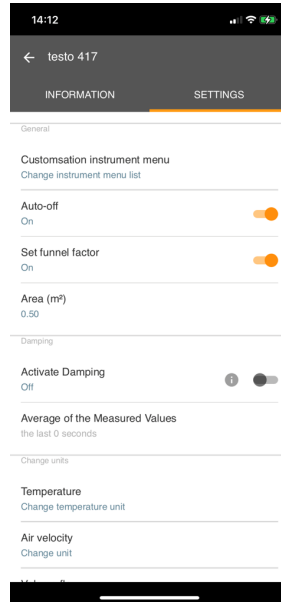 14:12
testo 417
INFORMATION SETTINGS
General
Customsation instrument menu
Change instrument menu list
Auto-off
On
Set funnel factor
On
Area (m²)
0.50
Damping
Activate Damping
Off
Average of the Measured Values
the last 0 seconds
Change units
Temperature
Change temperature unit
Air velocity
Change unit